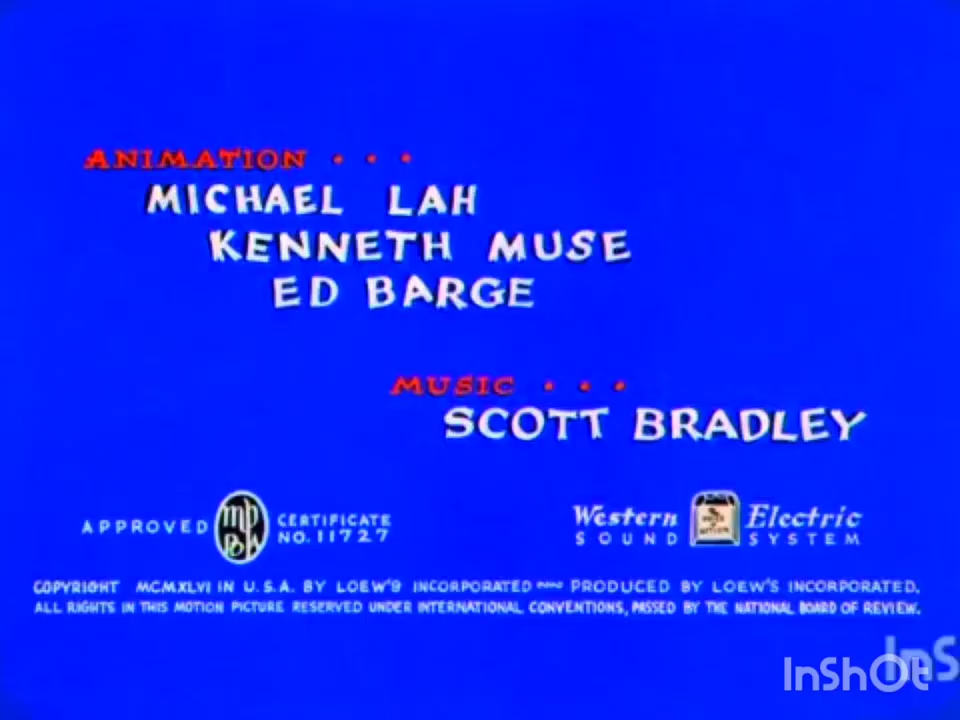 ANIMATION . . .
MICHAEL LAH
KENNETH MUSE
ED BARGE
MUSIC . . .
SCOTT BRADLEY
APPROVED MPPDA CERTIFICATE NO. 11727
Western Electric
SOUND SYSTEM
COPYRIGHT MCMXLVI IN U.S.A. BY LOEW'S INCORPORATED PRODUCED BY LOEW'S INCORPORATED.
ALL RIGHTS IN THIS MOTION PICTURE RESERVED UNDER INTERNATIONAL CONVENTIONS, PASSED BY THE NATIONAL BOARD OF REVIEW.
InS
InShOt